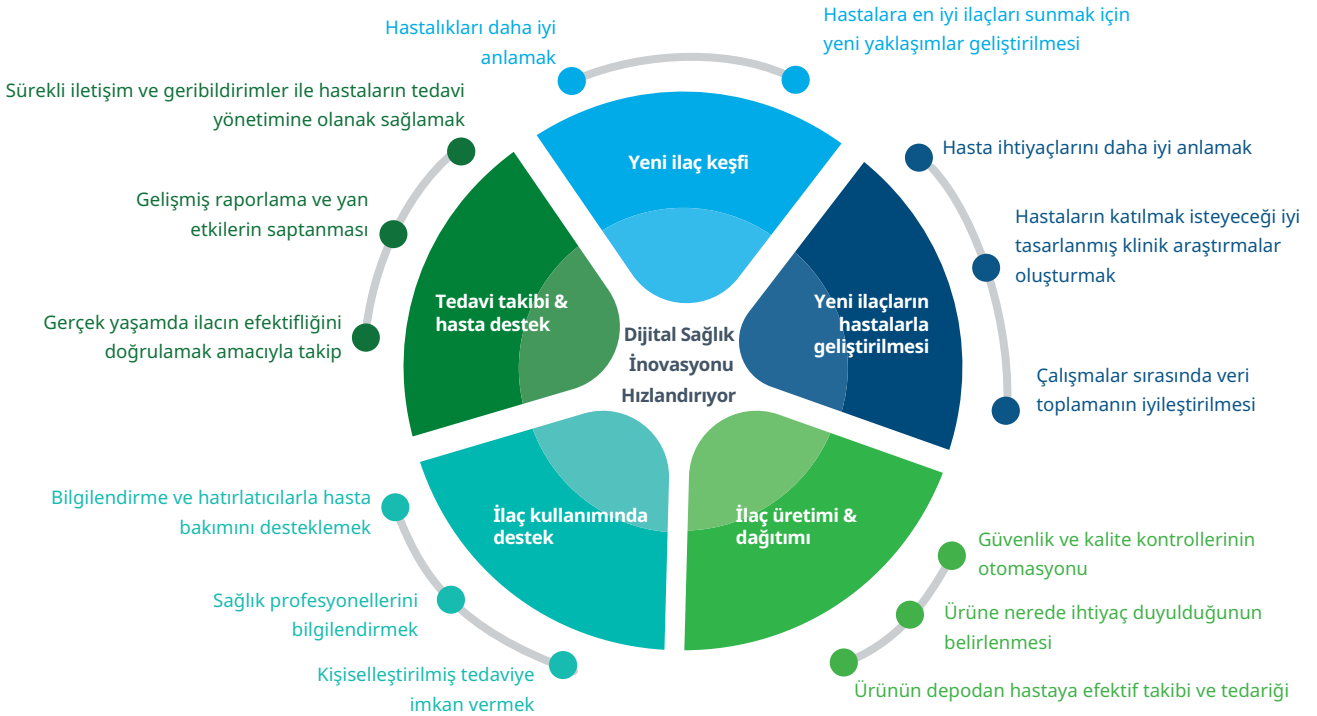 Hastalıkları daha iyi
anlamak
Hastalara en iyi ilaçları sunmak için
yeni yaklaşımlar geliştirilmesi
Yeni ilaç keşfi
Hasta ihtiyaçlarını daha iyi anlamak
Hastaların katılmak isteyeceği iyi
tasarlanmış klinik araştırmalar
oluşturmak
Çalışmalar sırasında veri
toplamanın iyileştirilmesi
Yeni ilaçların
hastalarla
geliştirilmesi
Güvenlik ve kalite kontrollerinin
otomasyonu
Ürüne nerede ihtiyaç duyulduğunun
belirlenmesi
Ürünün depodan hastaya efektif takibi ve tedariği
İlaç üretimi &
dağıtımı
Bilgilendirme ve hatırlatıcılarla hasta
bakımını desteklemek
Sağlık profesyonellerini
bilgilendirmek
Kişiselleştirilmiş tedaviye
imkan vermek
İlaç kullanımında
destek
Sürekli iletişim ve geribildirimler ile hastaların tedavi
yönetimine olanak sağlamak
Gelişmiş raporlama ve yan
etkilerin saptanması
Gerçek yaşamda ilacın efektifliğini
doğrulamak amacıyla takip
Tedavi takibi &
hasta destek
Dijital Sağlık
İnovasyonu
Hızlandırıyor